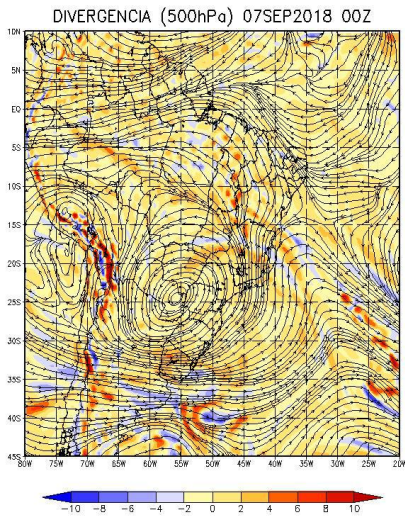 DIVERGENCIA (500hPa) 07SEP2018 00Z
10N
5N
EQ
5S
10S
15S
20S
25S
30S
35S
40S
45S
80W 75W 70W 65W 60W 55W 50W 45W 40W 35W 30W 25W 20W
-10 -8 -6 -4 -2 0 2 4 6 8 10